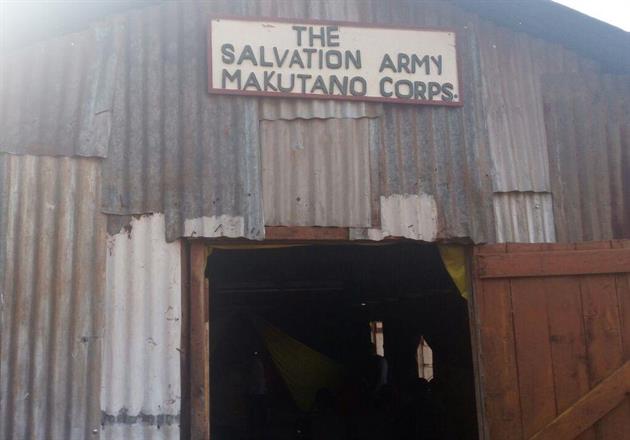 THE
SALVATION ARMY
MAKUTANO CORPS.